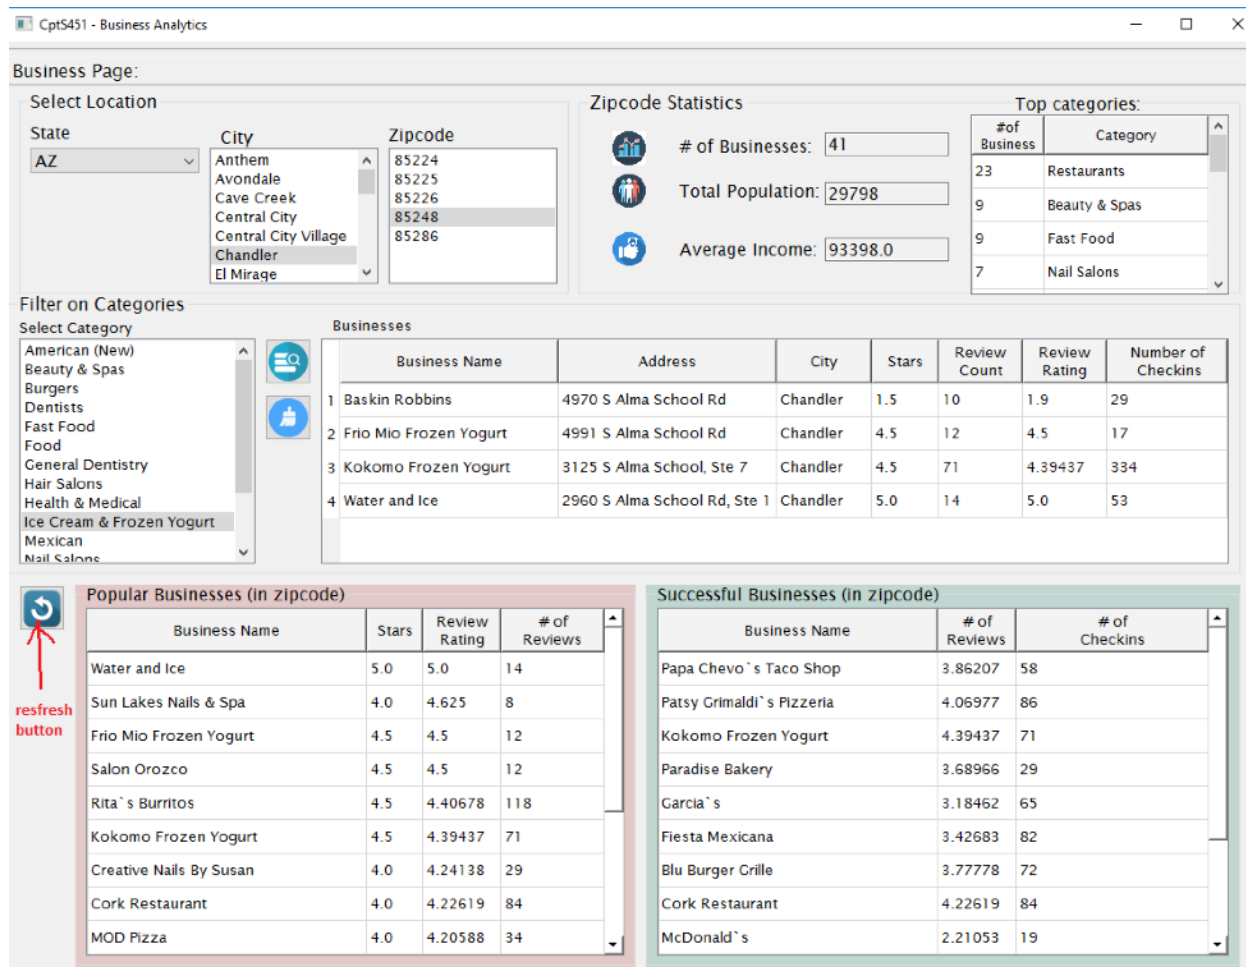 CptS451 - Business Analytics
Business Page:
Select Location
State
AZ
City
Anthem
Avondale
Cave Creek
Central City
Central City Village
Chandler
El Mirage
Zipcode
85224
85225
85226
85248
85286
Zipcode Statistics
# of Businesses: 41
Total Population: 29798
Average Income: 93398.0
Top categories:
#of Business Category
23 Restaurants
9 Beauty & Spas
9 Fast Food
7 Nail Salons
Filter on Categories
Select Category
American (New)
Beauty & Spas
Burgers
Dentists
Fast Food
Food
General Dentistry
Hair Salons
Health & Medical
Ice Cream & Frozen Yogurt
Mexican
Nail Salons
Businesses
Business Name Address City Stars Review Count Review Rating Number of Checkins
1 Baskin Robbins 4970 S Alma School Rd Chandler 1.5 10 1.9 29
2 Frio Mio Frozen Yogurt 4991 S Alma School Rd Chandler 4.5 12 4.5 17
3 Kokomo Frozen Yogurt 3125 S Alma School, Ste 7 Chandler 4.5 71 4.39437 334
4 Water and Ice 2960 S Alma School Rd, Ste 1 Chandler 5.0 14 5.0 53
resfresh
button
Popular Businesses (in zipcode)
Business Name Stars Review Rating # of Reviews
Water and Ice 5.0 5.0 14
Sun Lakes Nails & Spa 4.0 4.625 8
Frio Mio Frozen Yogurt 4.5 4.5 12
Salon Orozco 4.5 4.5 12
Rita`s Burritos 4.5 4.40678 118
Kokomo Frozen Yogurt 4.5 4.39437 71
Creative Nails By Susan 4.0 4.24138 29
Cork Restaurant 4.0 4.22619 84
MOD Pizza 4.0 4.20588 34
Successful Businesses (in zipcode)
Business Name # of Reviews # of Checkins
Papa Chevo`s Taco Shop 3.86207 58
Patsy Grimaldi`s Pizzeria 4.06977 86
Kokomo Frozen Yogurt 4.39437 71
Paradise Bakery 3.68966 29
Garcia`s 3.18462 65
Fiesta Mexicana 3.42683 82
Blu Burger Grille 3.77778 72
Cork Restaurant 4.22619 84
McDonald`s 2.21053 19